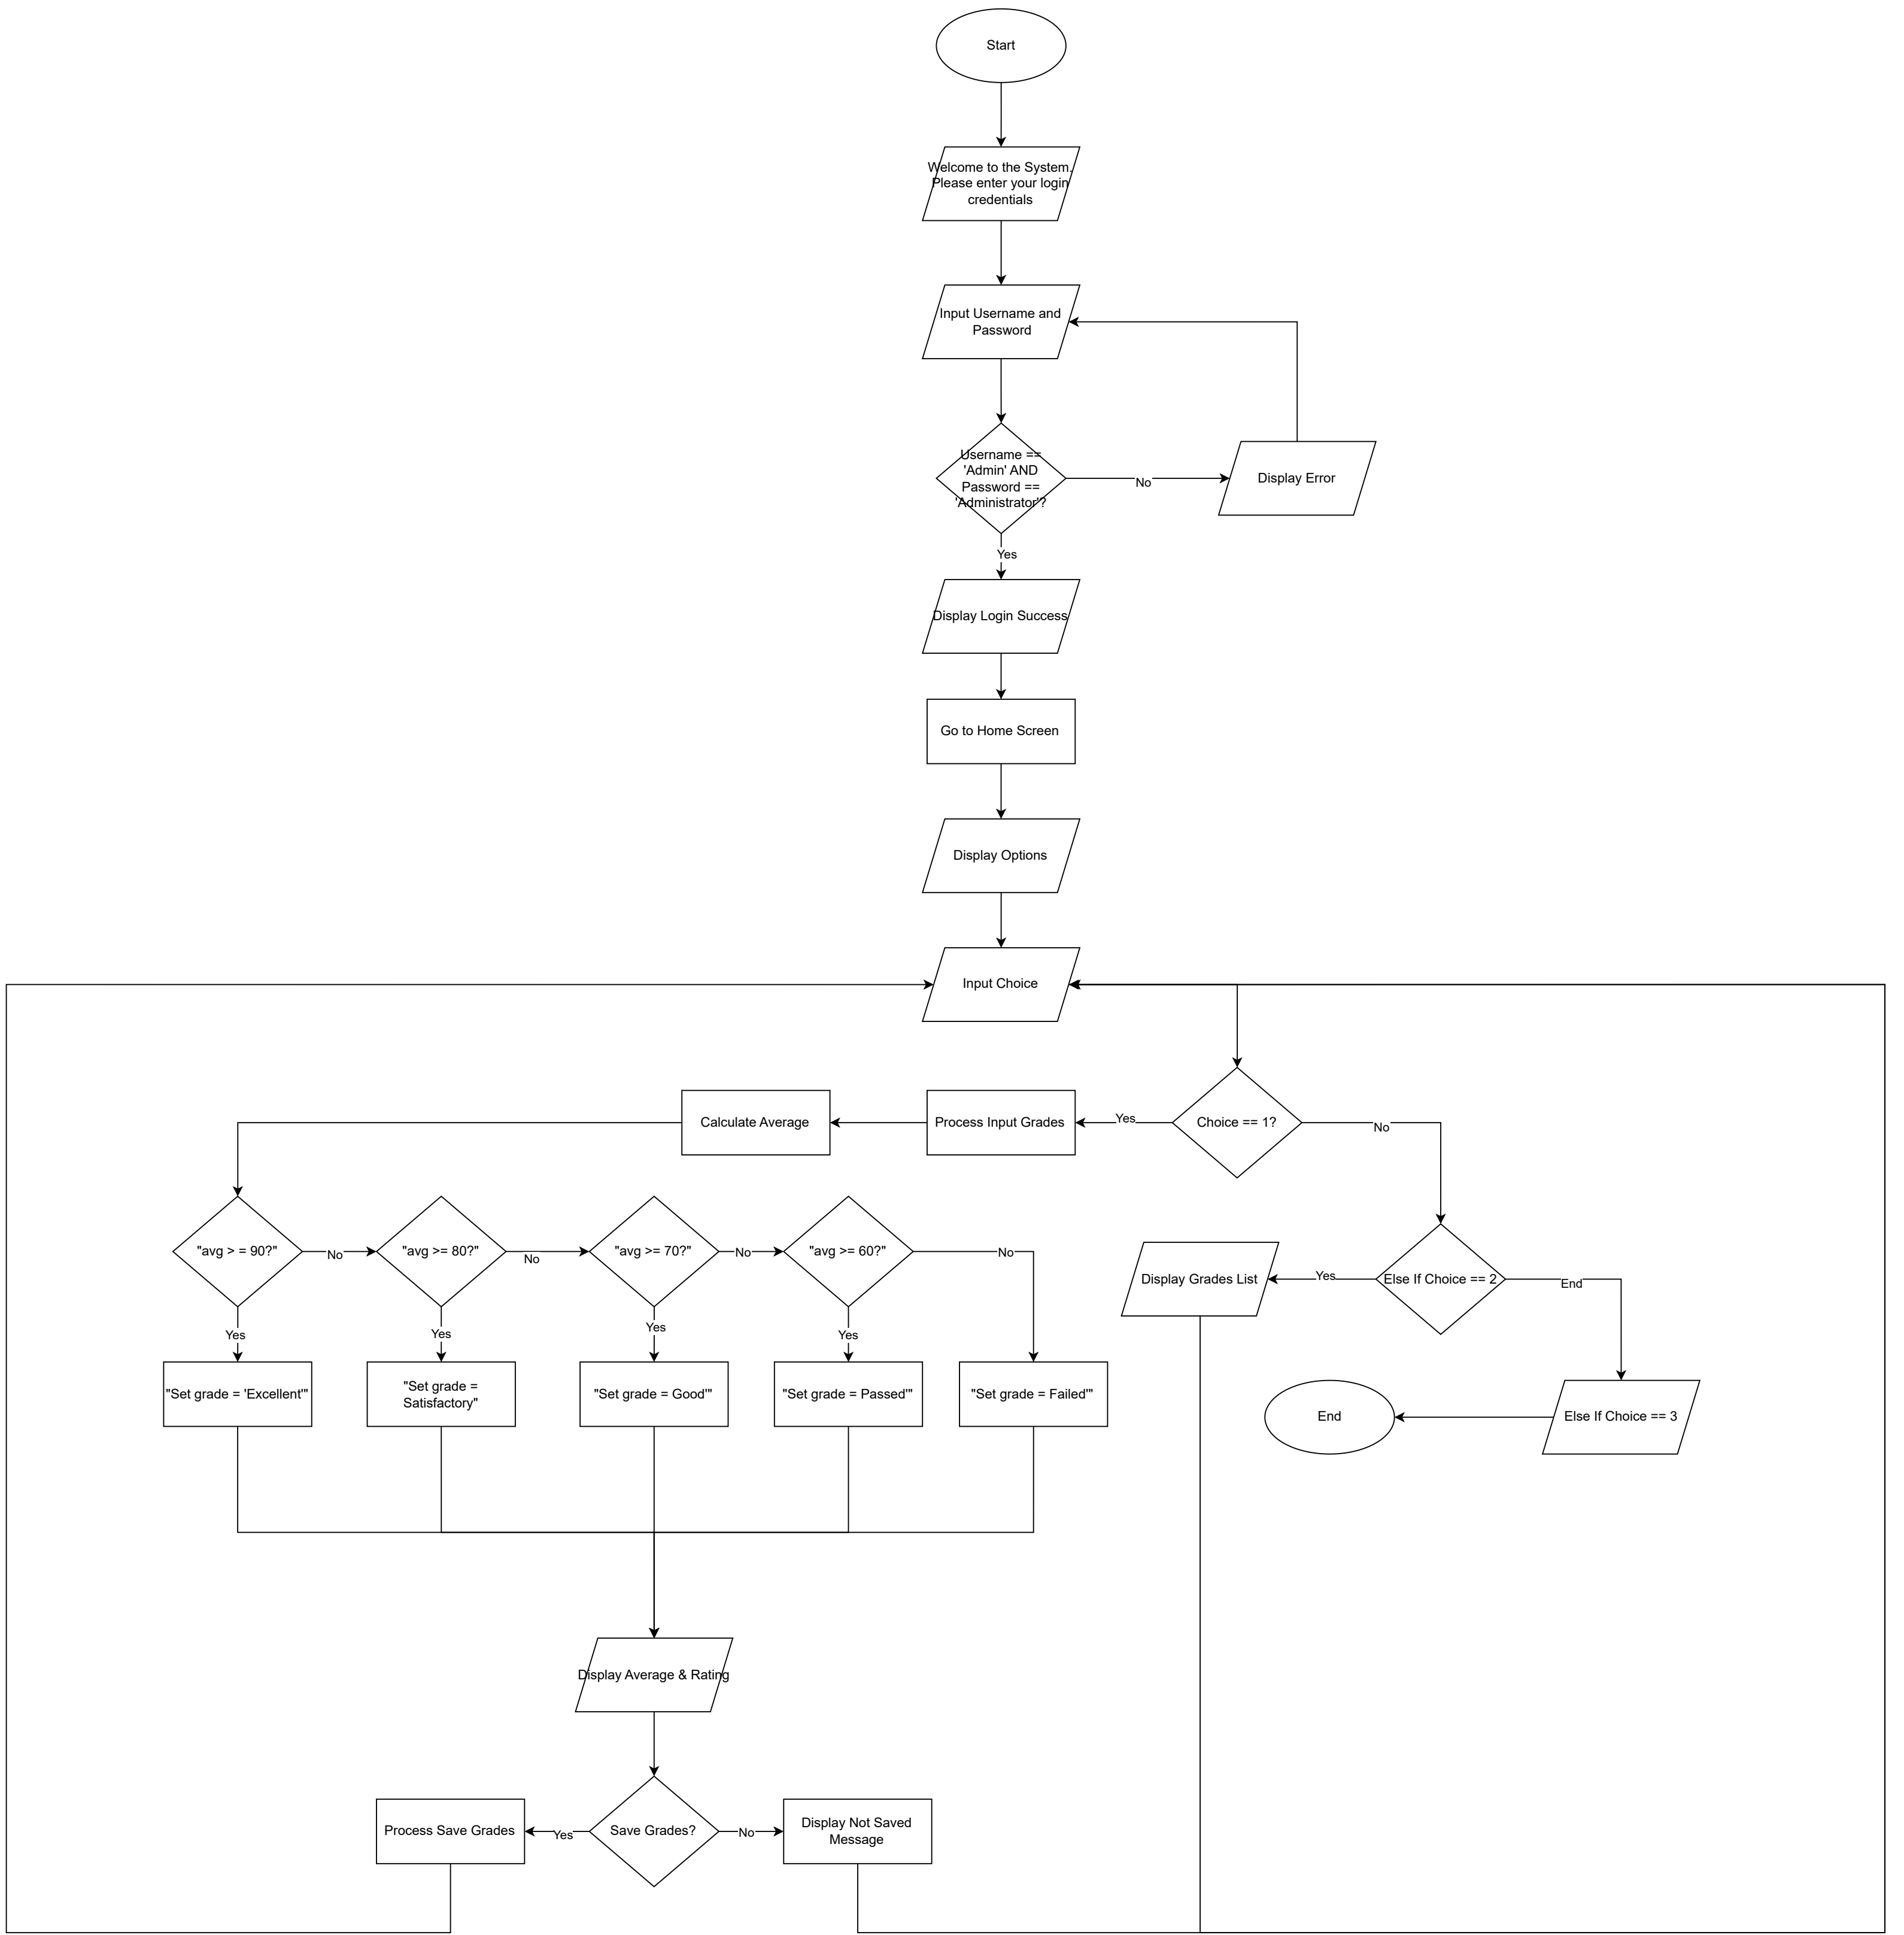 Start
Welcome to the System.
Please enter your login
credentials
Input Username and
Password
Username ==
'Admin' AND
Password ==
'Administrator'?
No
Display Error
Yes
Display Login Success
Go to Home Screen
Display Options
Input Choice
Calculate Average
Process Input Grades
Yes
Choice == 1?
No
"avg > = 90?"
No
"avg >= 80?"
No
"avg >= 70?"
No
"avg >= 60?"
No
Display Grades List
Yes
Else If Choice == 2
End
Yes
Yes
Yes
Yes
"Set grade = 'Excellent'"
"Set grade =
Satisfactory"
"Set grade = Good'"
"Set grade = Passed'"
"Set grade = Failed'"
End
Else If Choice == 3
Display Average & Rating
Process Save Grades
Yes
Save Grades?
No
Display Not Saved
Message